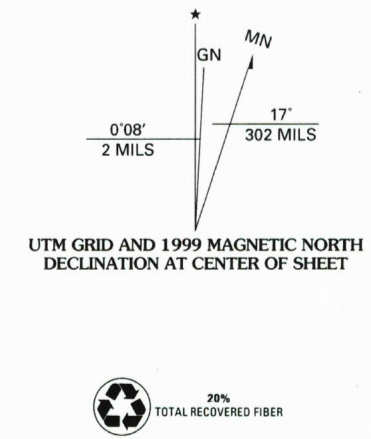 ★
GN
MN
0°08′
2 MILS
17°
302 MILS
UTM GRID AND 1999 MAGNETIC NORTH
DECLINATION AT CENTER OF SHEET
20%
TOTAL RECOVERED FIBER